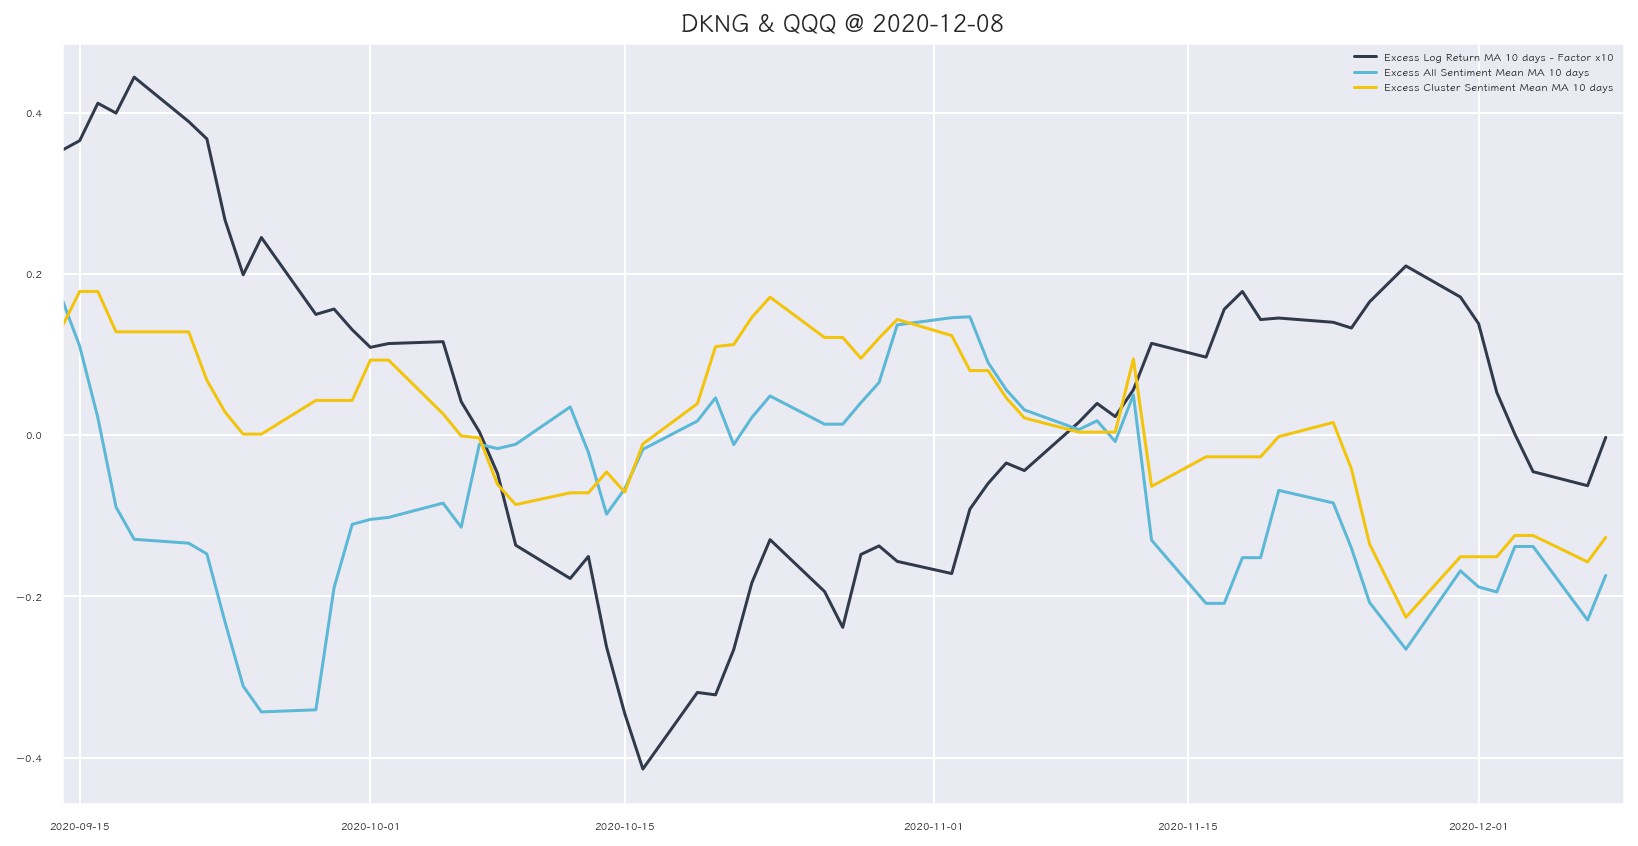 DKNG & QQQ @ 2020-12-08
Excess Log Return MA 10 days - Factor x10
Excess All Sentiment Mean MA 10 days
Excess Cluster Sentiment Mean MA 10 days
0.4
0.2
0.0
−0.2
−0.4
2020-09-15
2020-10-01
2020-10-15
2020-11-01
2020-11-15
2020-12-01